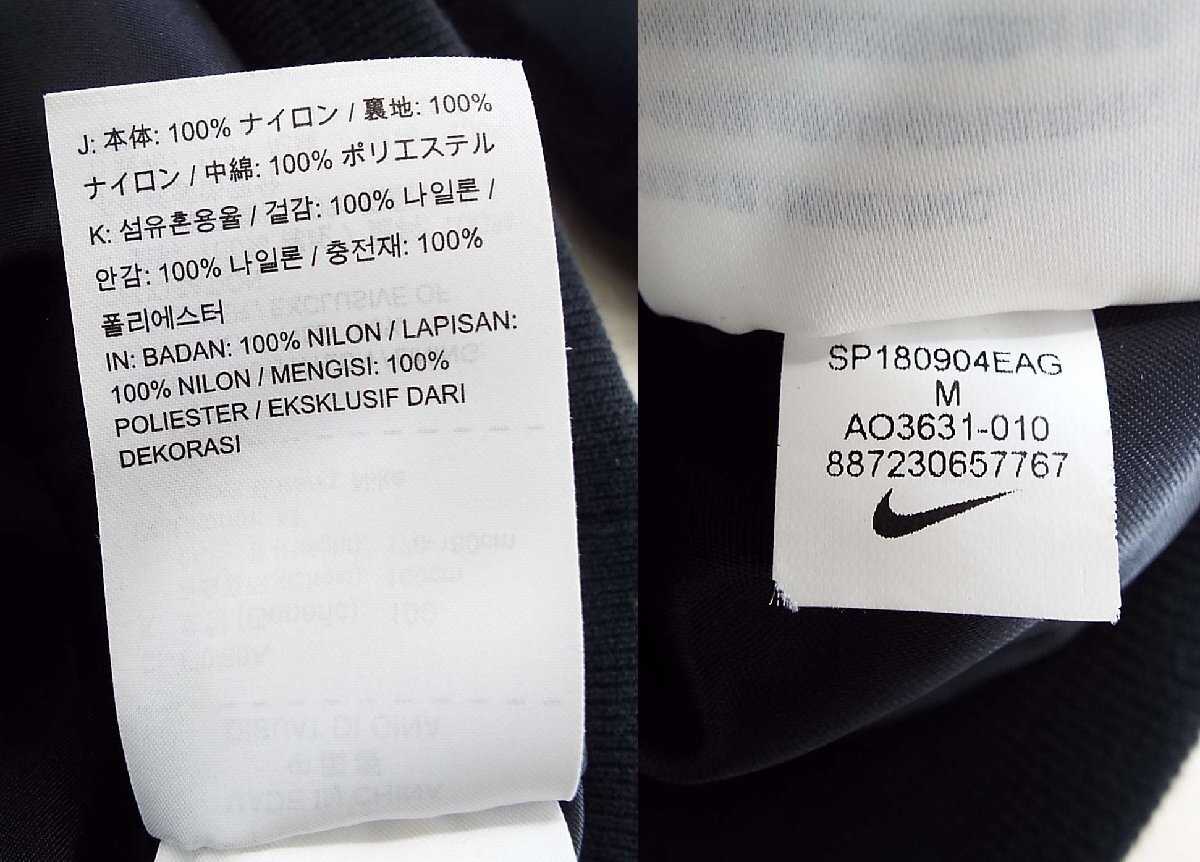 J: 本体: 100% ナイロン / 裏地: 100%
ナイロン / 中綿: 100% ポリエステル
K: 섬유혼용율 / 겉감: 100% 나일론 /
안감: 100% 나일론 / 충전재: 100%
폴리에스터
IN: BADAN: 100% NILON / LAPISAN:
100% NILON / MENGISI: 100%
POLIESTER / EKSKLUSIF DARI
DEKORASI
SP180904EAG
M
AO3631-010
887230657767